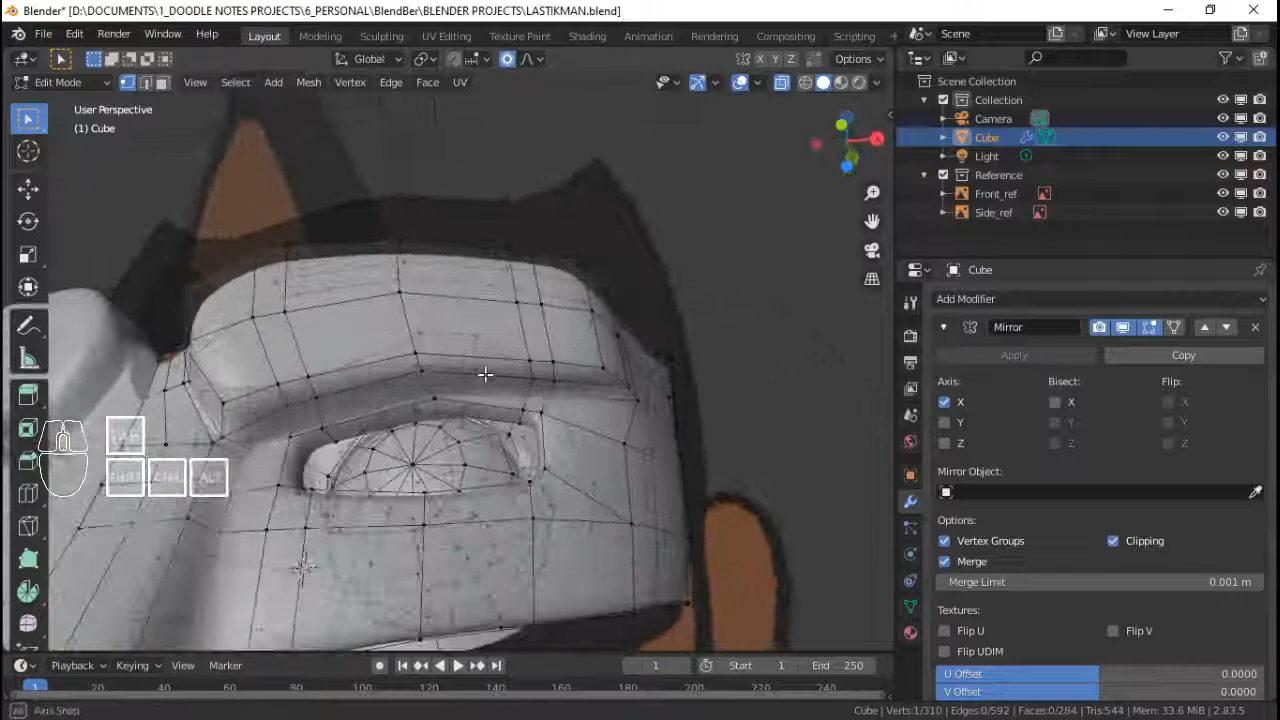 Blender* [D:\DOCUMENTS\1_DOODLE NOTES PROJECTS\6_PERSONAL\BlendBer\BLENDER PROJECTS\LASTIKMAN.blend]
File Edit Render Window Help Layout Modeling Sculpting UV Editing Texture Paint Shading Animation Rendering Compositing Scripting + Scene View Layer
Global X Y Z Options
Edit Mode View Select Add Mesh Vertex Edge Face UV
User Perspective
(1) Cube
Scene Collection
Collection
Camera
Cube
Light
Reference
Front_ref
Side_ref
Cube
Add Modifier
Mirror
Apply Copy
Axis: Bisect: Flip:
X X X
Y Y Y
Z Z Z
Mirror Object:
Options:
Vertex Groups Clipping
Merge
Merge Limit 0.001 m
Textures:
Flip U Flip V
Flip UDIM
U Offset 0.0000
V Offset 0.0000
SHIFT CTRL ALT
Playback Keying View Marker 1 Start 1 End 250
1 20 40 60 80 100 120 140 160 180 200 220 240
Axis Snap Cube | Verts:1/310 | Edges:0/592 | Faces:0/284 | Tris:544 | Mem: 33.6 MiB | 2.83.5